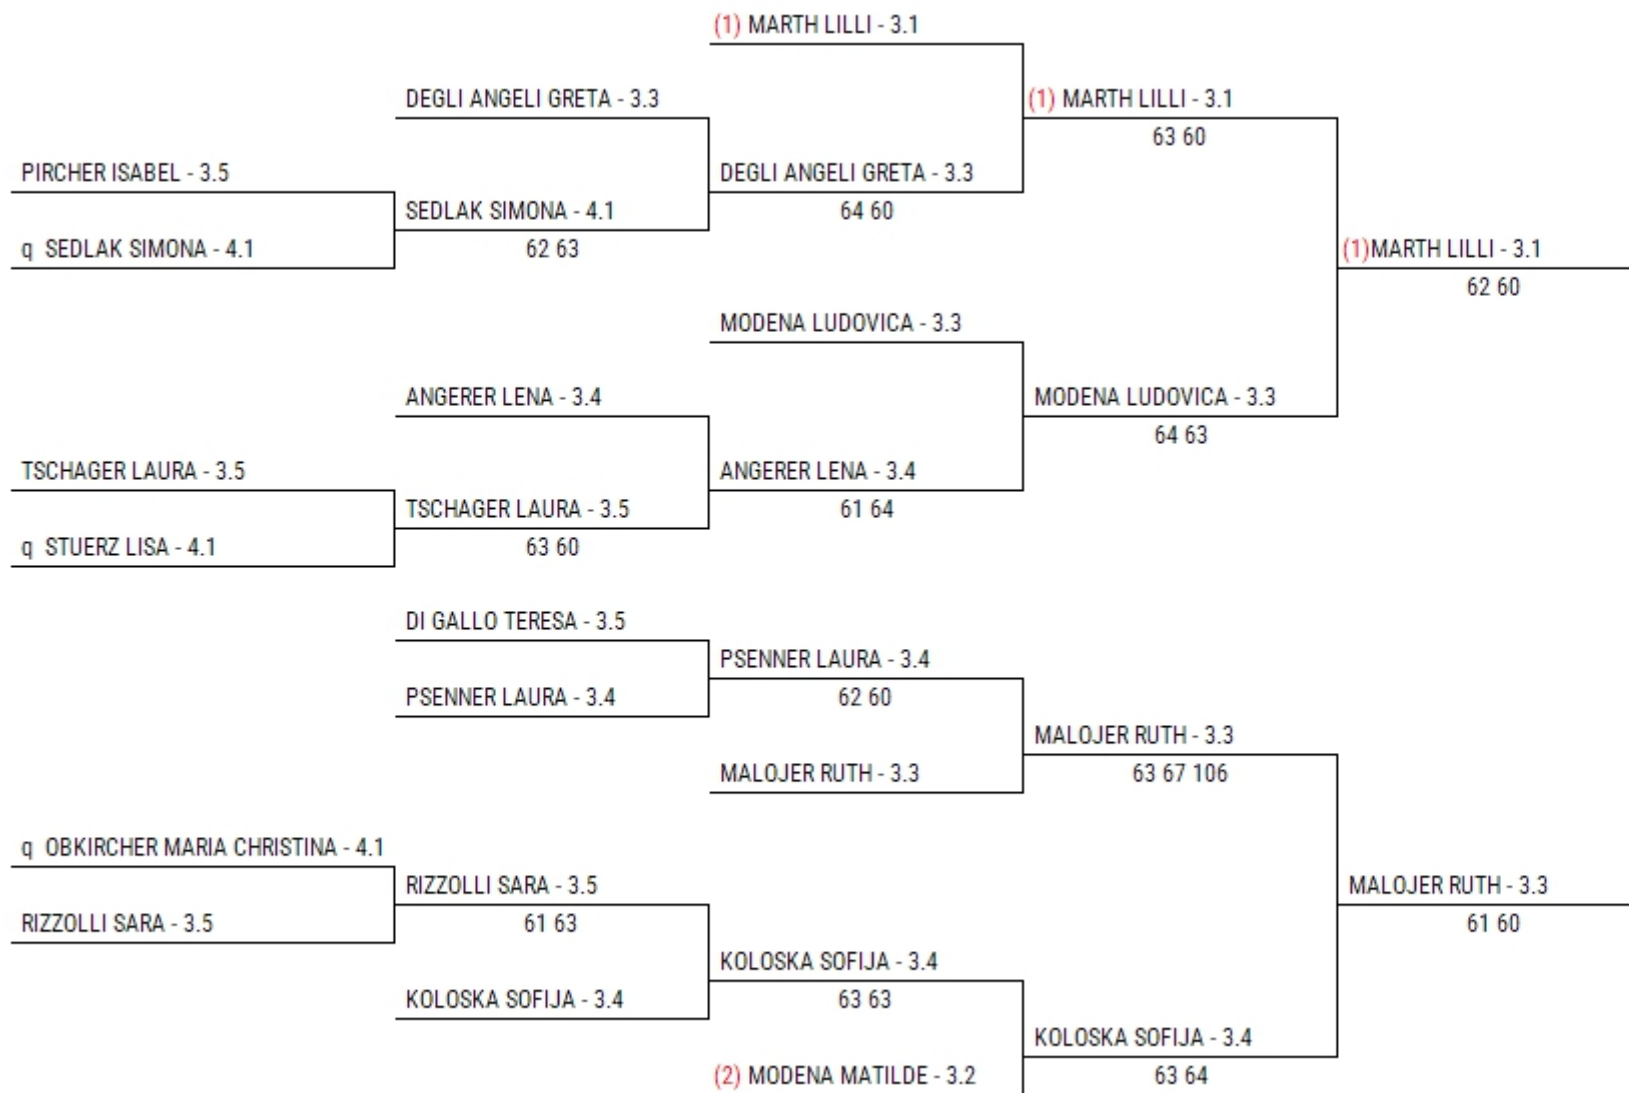 (1) MARTH LILLI - 3.1
DEGLI ANGELI GRETA - 3.3
(1) MARTH LILLI - 3.1
63 60
PIRCHER ISABEL - 3.5
DEGLI ANGELI GRETA - 3.3
64 60
SEDLAK SIMONA - 4.1
62 63
q SEDLAK SIMONA - 4.1
(1)MARTH LILLI - 3.1
62 60
MODENA LUDOVICA - 3.3
ANGERER LENA - 3.4
MODENA LUDOVICA - 3.3
64 63
TSCHAGER LAURA - 3.5
ANGERER LENA - 3.4
61 64
TSCHAGER LAURA - 3.5
63 60
q STUERZ LISA - 4.1
DI GALLO TERESA - 3.5
PSENNER LAURA - 3.4
62 60
PSENNER LAURA - 3.4
MALOJER RUTH - 3.3
63 67 106
MALOJER RUTH - 3.3
q OBKIRCHER MARIA CHRISTINA - 4.1
RIZZOLLI SARA - 3.5
61 63
MALOJER RUTH - 3.3
61 60
RIZZOLLI SARA - 3.5
KOLOSKA SOFIJA - 3.4
63 63
KOLOSKA SOFIJA - 3.4
KOLOSKA SOFIJA - 3.4
63 64
(2) MODENA MATILDE - 3.2